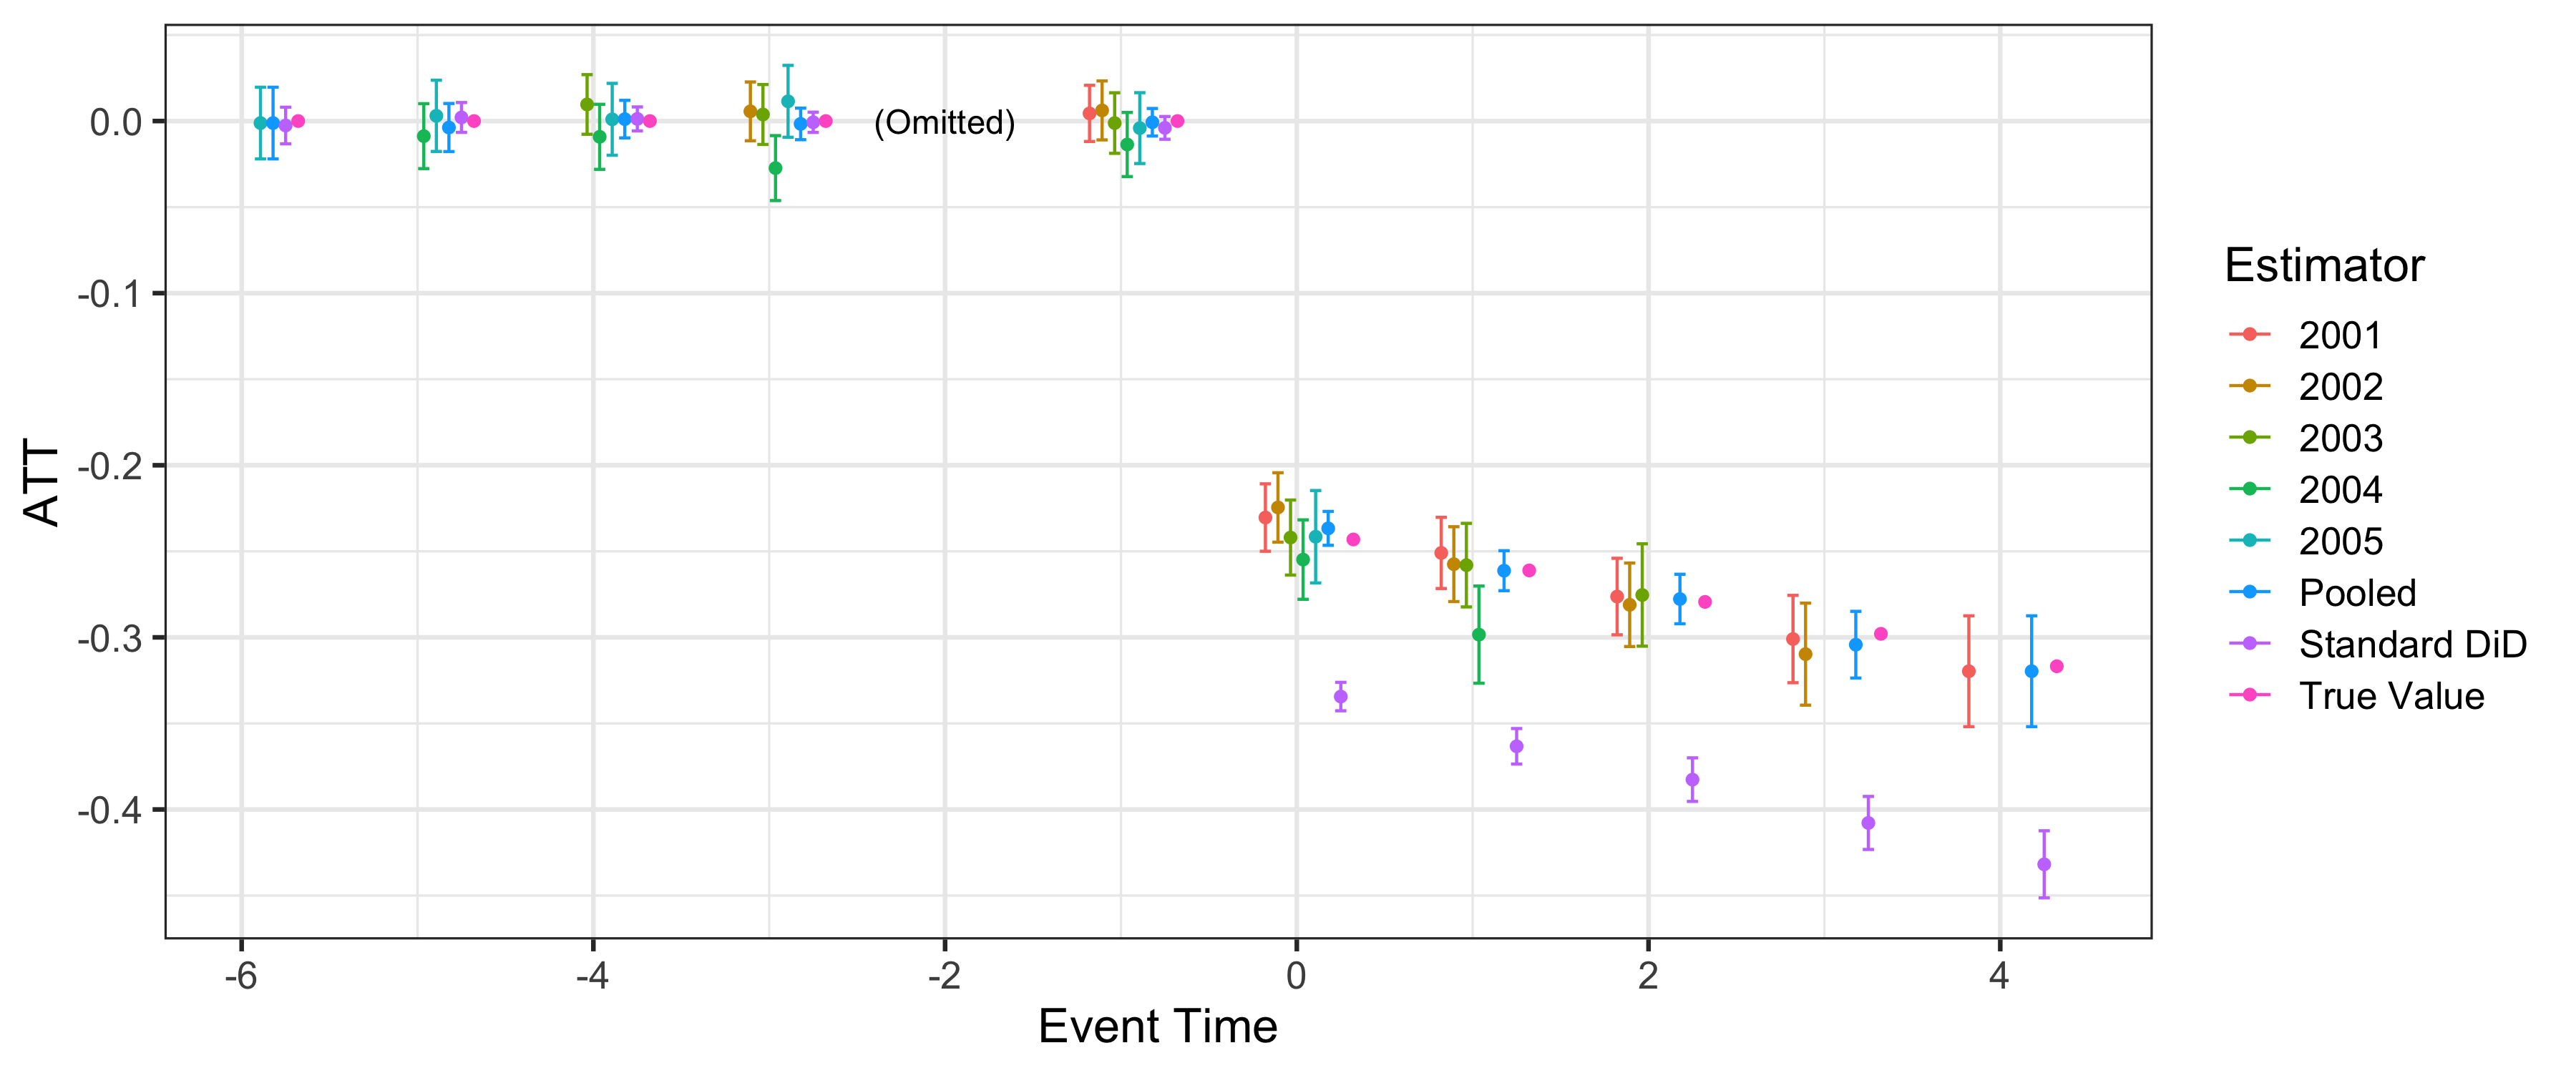 0.0
-0.1
-0.2
-0.3
-0.4
ATT
(Omitted)
-6
-4
-2
0
2
4
Event Time
Estimator
2001
2002
2003
2004
2005
Pooled
Standard DiD
True Value